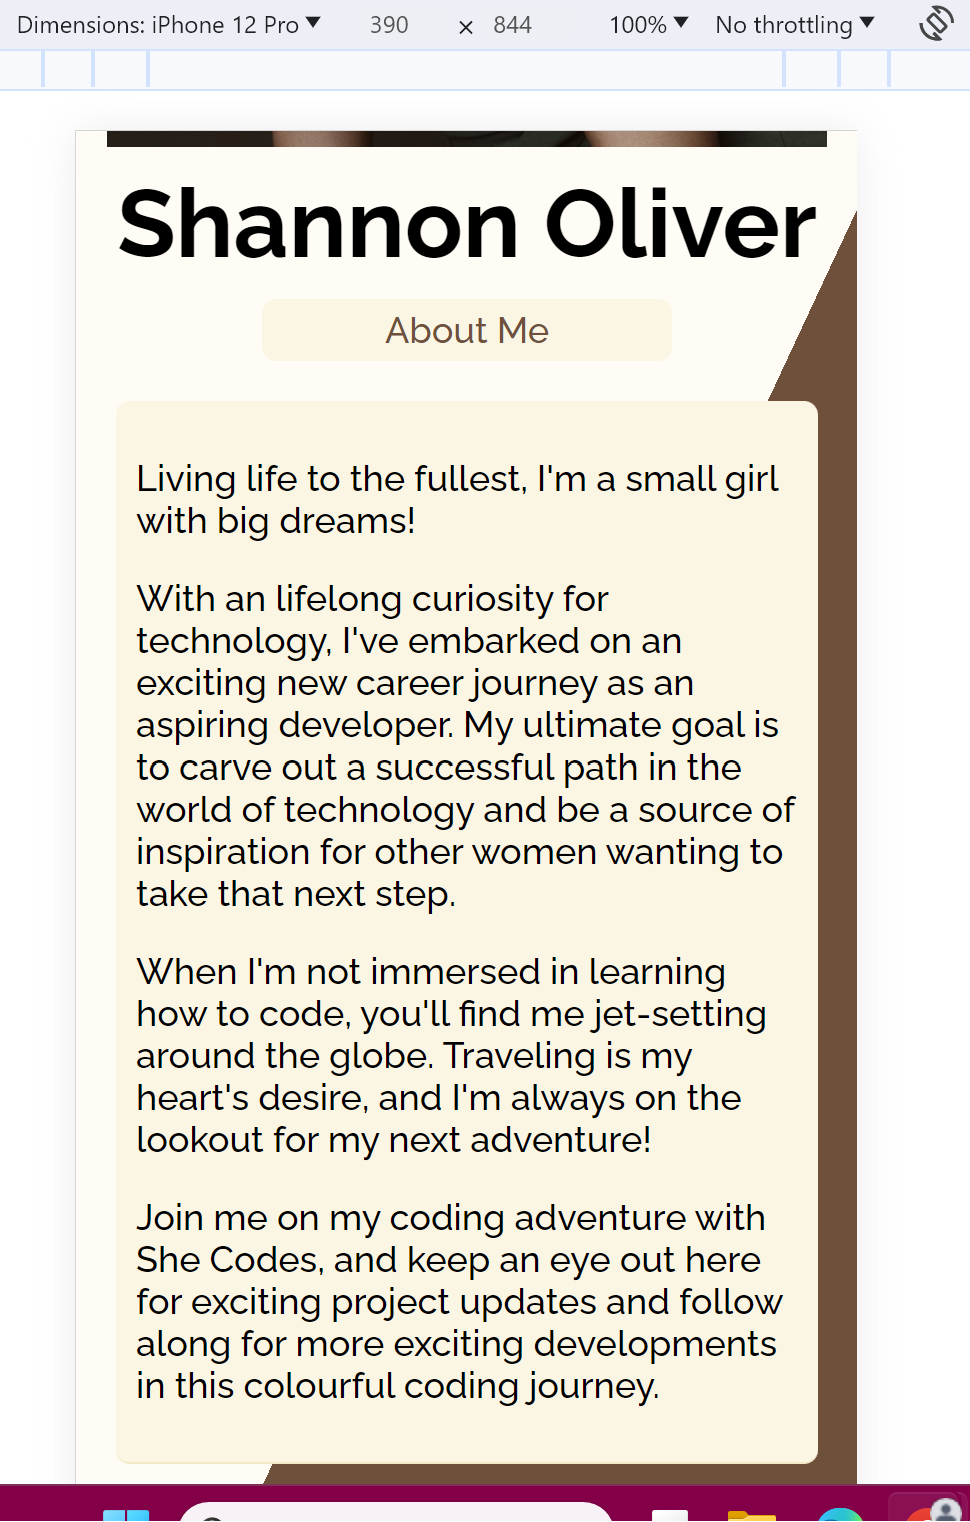 Dimensions: iPhone 12 Pro 390 × 844 100% No throttling
Shannon Oliver
About Me
Living life to the fullest, I'm a small girl
with big dreams!
With an lifelong curiosity for
technology, I've embarked on an
exciting new career journey as an
aspiring developer. My ultimate goal is
to carve out a successful path in the
world of technology and be a source of
inspiration for other women wanting to
take that next step.
When I'm not immersed in learning
how to code, you'll find me jet-setting
around the globe. Traveling is my
heart's desire, and I'm always on the
lookout for my next adventure!
Join me on my coding adventure with
She Codes, and keep an eye out here
for exciting project updates and follow
along for more exciting developments
in this colourful coding journey.